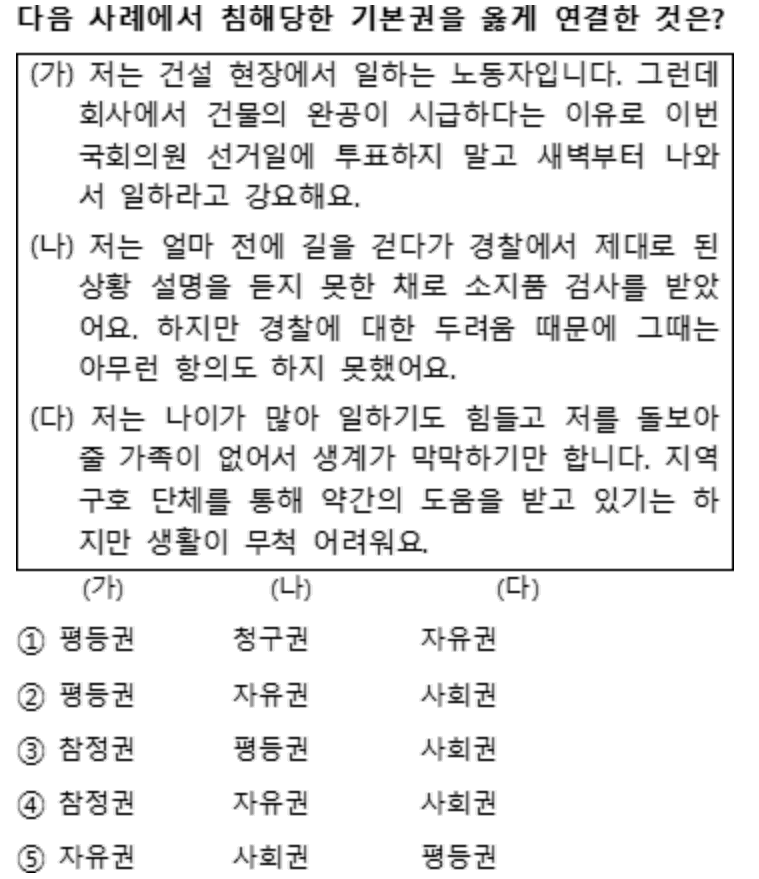 다음 사례에서 침해당한 기본권을 옳게 연결한 것은?
(가) 저는 건설 현장에서 일하는 노동자입니다. 그런데
회사에서 건물의 완공이 시급하다는 이유로 이번
국회의원 선거일에 투표하지 말고 새벽부터 나와
서 일하라고 강요해요.
(나) 저는 얼마 전에 길을 걷다가 경찰에서 제대로 된
상황 설명을 듣지 못한 채로 소지품 검사를 받았
어요. 하지만 경찰에 대한 두려움 때문에 그때는
아무런 항의도 하지 못했어요.
(다) 저는 나이가 많아 일하기도 힘들고 저를 돌보아
줄 가족이 없어서 생계가 막막하기만 합니다. 지역
구호 단체를 통해 약간의 도움을 받고 있기는 하
지만 생활이 무척 어려워요.
(가) (나) (다)
① 평등권 청구권 자유권
② 평등권 자유권 사회권
③ 참정권 평등권 사회권
④ 참정권 자유권 사회권
⑤ 자유권 사회권 평등권